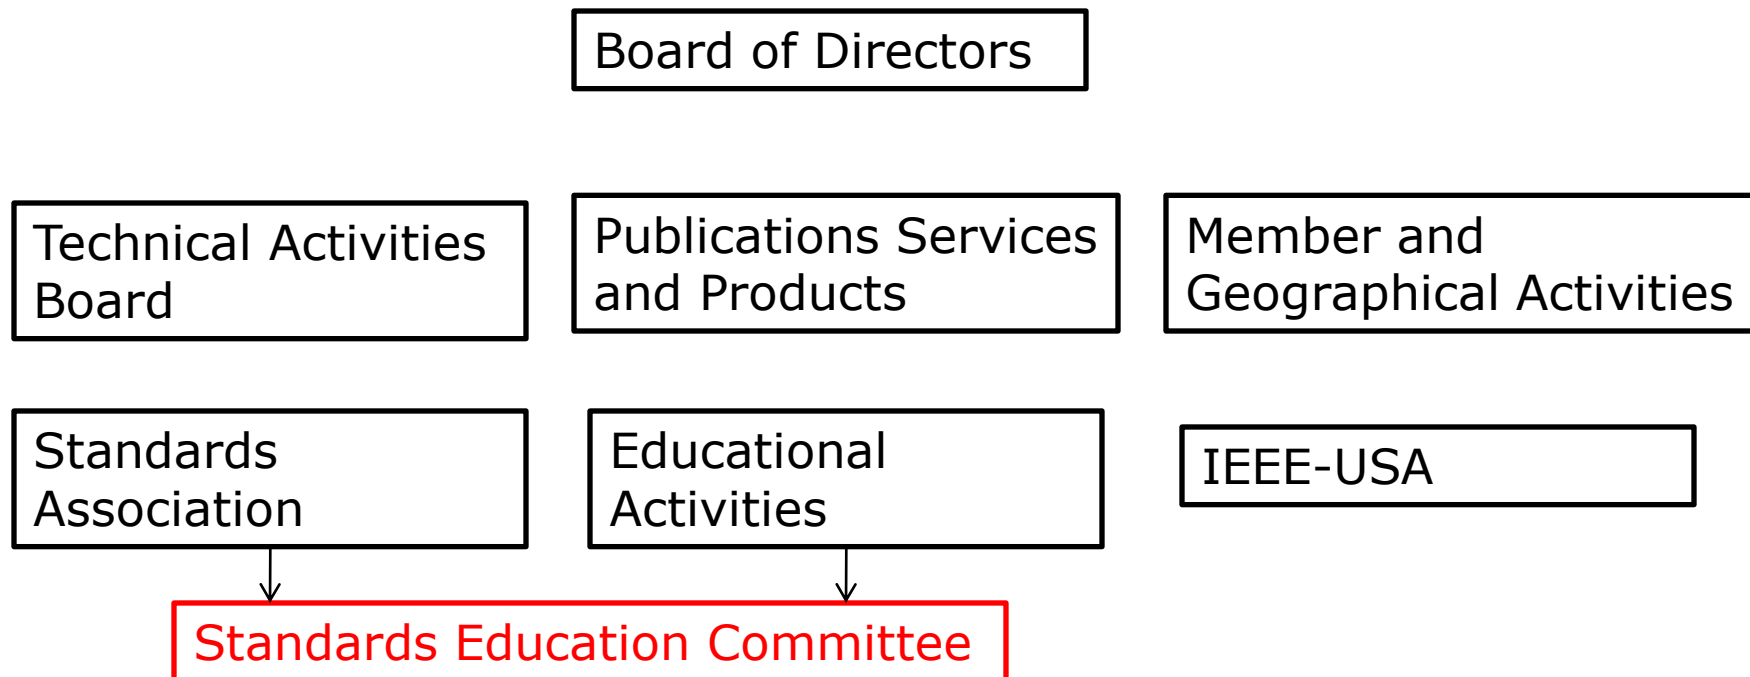 Board of Directors
Technical Activities
Board
Publications Services
and Products
Member and
Geographical Activities
Standards
Association
Educational
Activities
IEEE-USA
Standards Education Committee